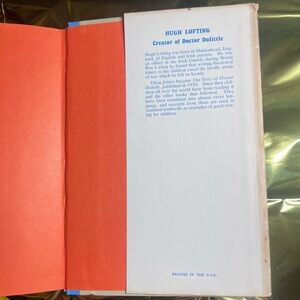 HUGH LOFTING
Creator of Doctor Dolittle
Hugh Lofting was born in Maidenhead, Eng-
land, of English and Irish parents. He was
an officer in the Irish Guards during World
War I when he found that writing illustrated
letters to his children eased the terrific strain
of war which he felt so keenly.
These letters became The Story of Doctor
Dolittle, published in 1920. Since then chil-
dren all over the world have been reading it
and the other books that followed. They
have been translated into almost every lan-
guage, and excerpts from them are used in
standard textbooks as examples of good writ-
ing for children.
PRINTED IN THE U.S.A.